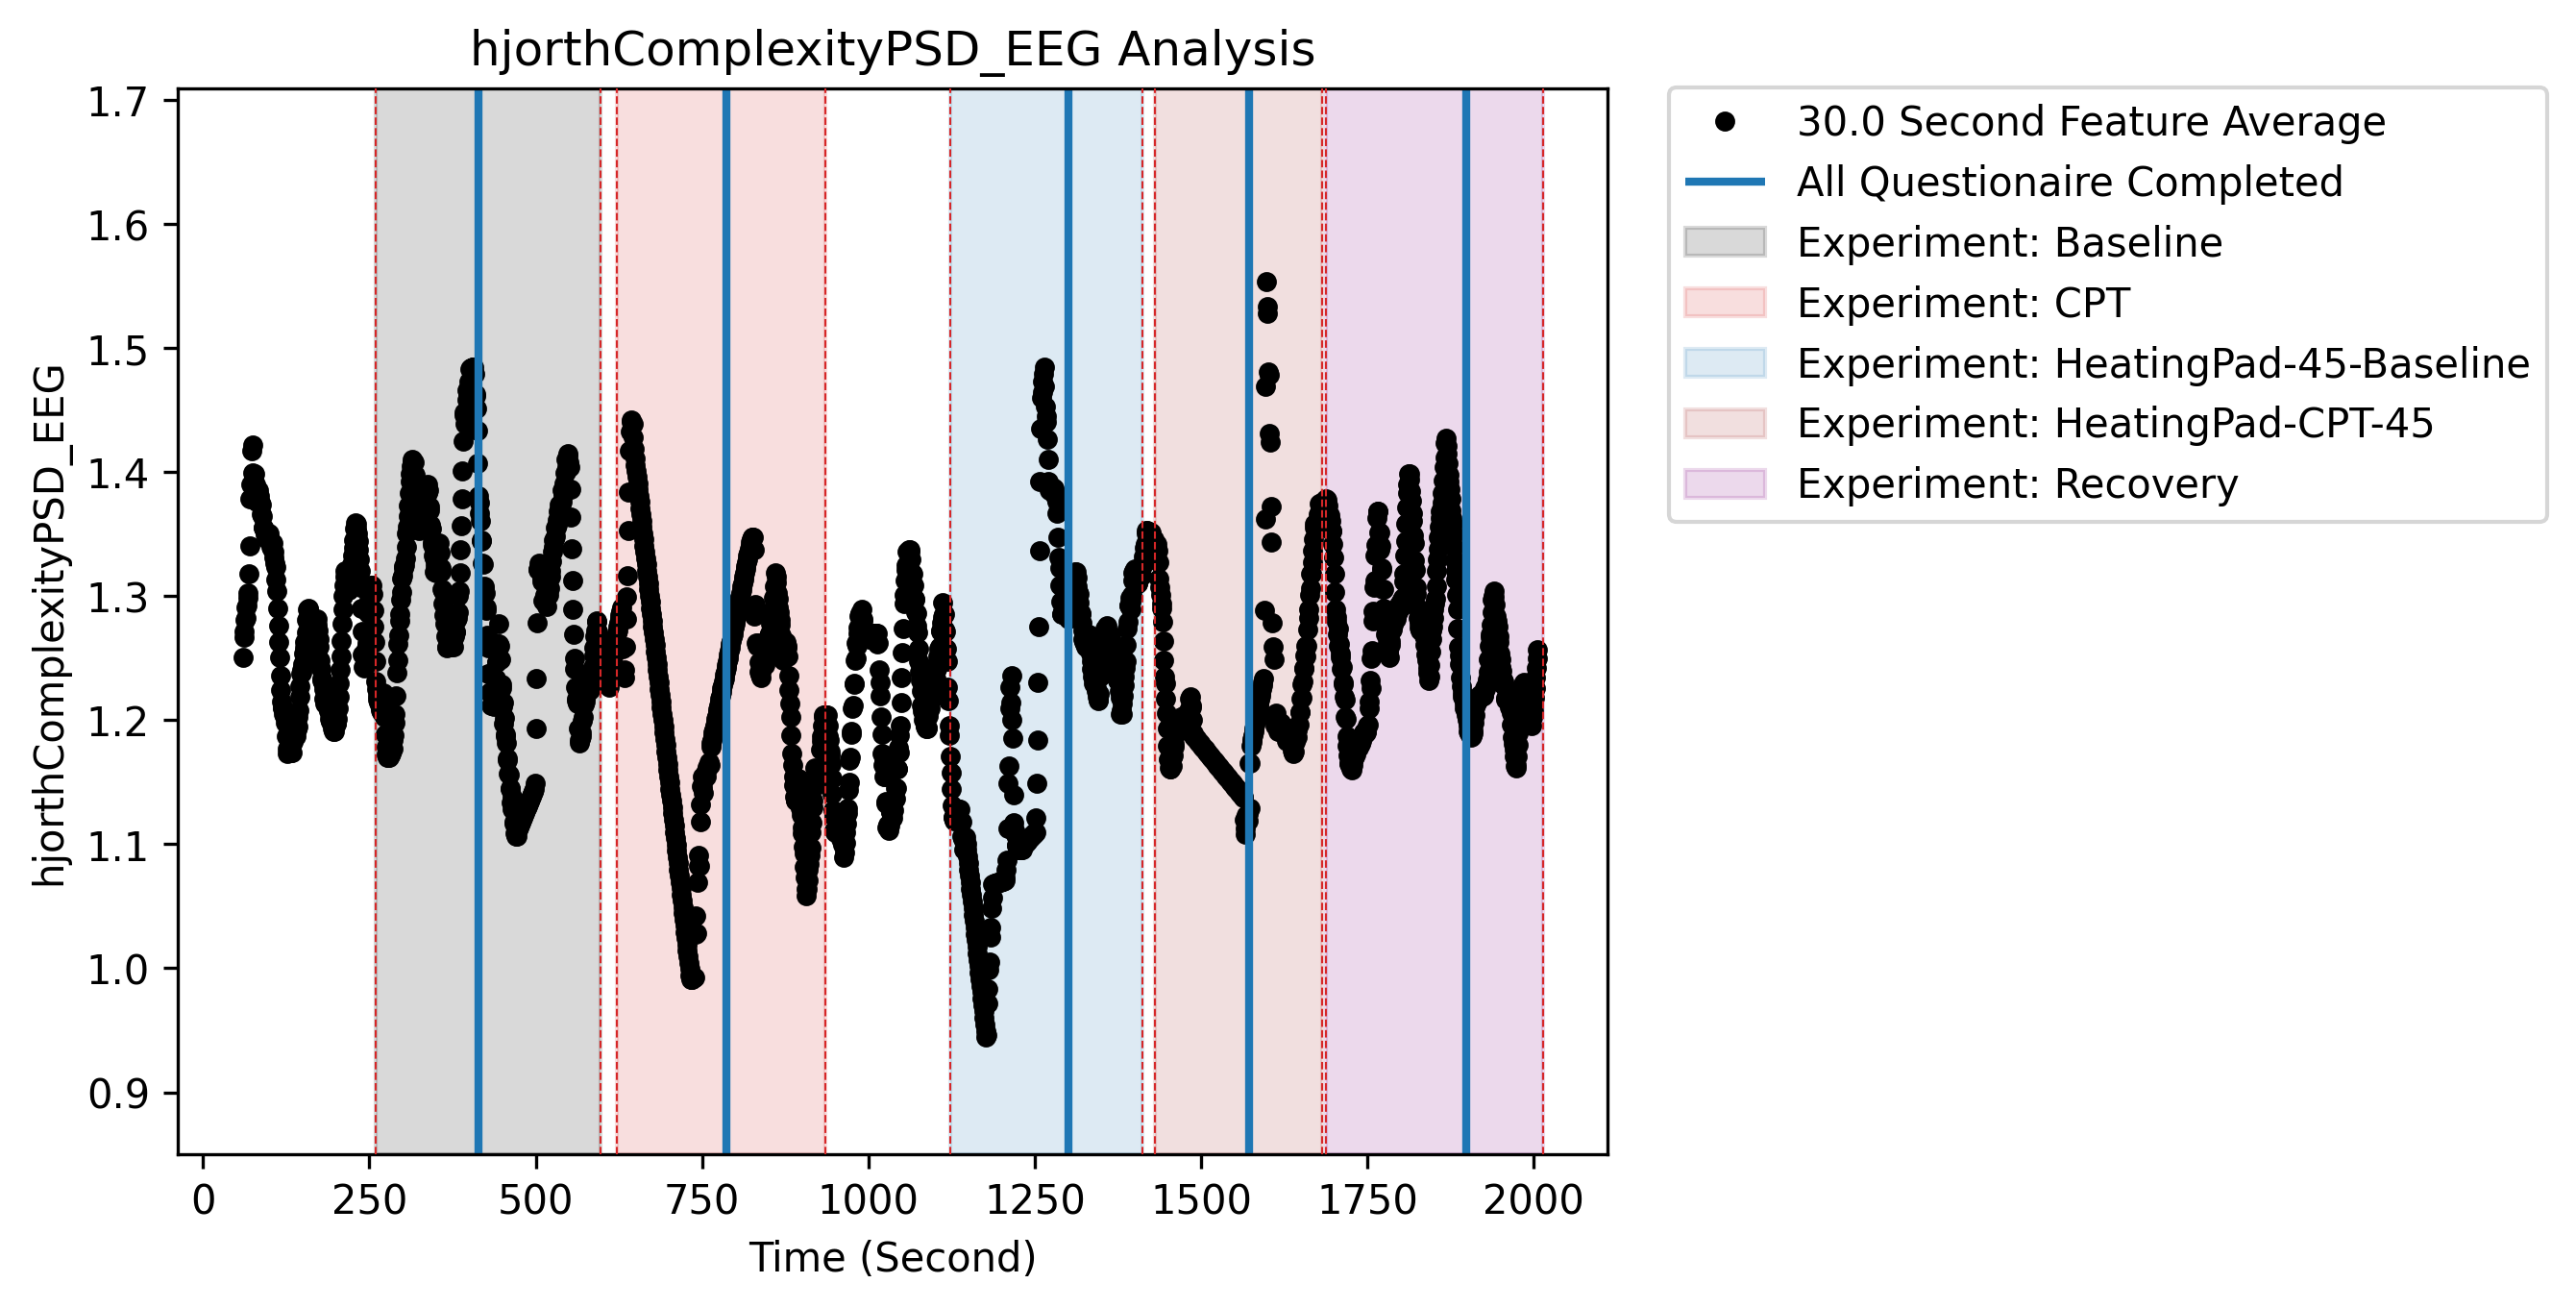 hjorthComplexityPSD_EEG Analysis
hjorthComplexityPSD_EEG
1.7
1.6
1.5
1.4
1.3
1.2
1.1
1.0
0.9
0 250 500 750 1000 1250 1500 1750 2000
Time (Second)
30.0 Second Feature Average
All Questionaire Completed
Experiment: Baseline
Experiment: CPT
Experiment: HeatingPad-45-Baseline
Experiment: HeatingPad-CPT-45
Experiment: Recovery